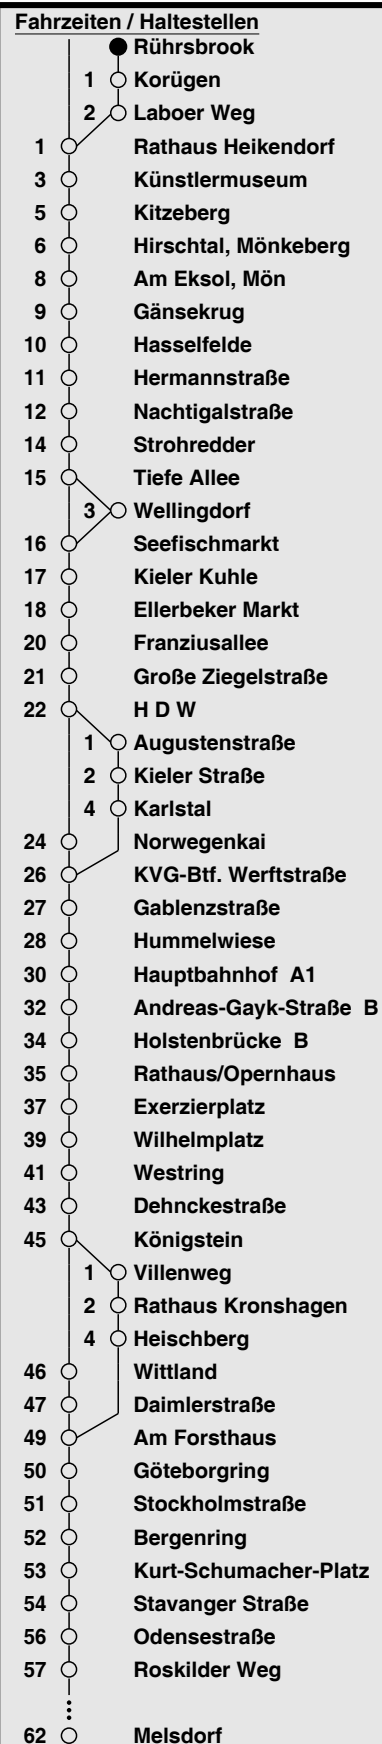 Fahrzeiten / Haltestellen
Rührsbrook
1 Korügen
2 Laboer Weg
1 Rathaus Heikendorf
3 Künstlermuseum
5 Kitzeberg
6 Hirschtal, Mönkeberg
8 Am Eksol, Mön
9 Gänsekrug
10 Hasselfelde
11 Hermannstraße
12 Nachtigalstraße
14 Strohredder
15 Tiefe Allee
3 Wellingdorf
16 Seefischmarkt
17 Kieler Kuhle
18 Ellerbeker Markt
20 Franziusallee
21 Große Ziegelstraße
22 H D W
1 Augustenstraße
2 Kieler Straße
4 Karlstal
24 Norwegenkai
26 KVG-Btf. Werftstraße
27 Gablenzstraße
28 Hummelwiese
30 Hauptbahnhof A1
32 Andreas-Gayk-Straße B
34 Holstenbrücke B
35 Rathaus/Opernhaus
37 Exerzierplatz
39 Wilhelmplatz
41 Westring
43 Dehnckestraße
45 Königstein
1 Villenweg
2 Rathaus Kronshagen
4 Heischberg
46 Wittland
47 Daimlerstraße
49 Am Forsthaus
50 Göteborgring
51 Stockholmstraße
52 Bergenring
53 Kurt-Schumacher-Platz
54 Stavanger Straße
56 Odensestraße
57 Roskilder Weg
62 Melsdorf